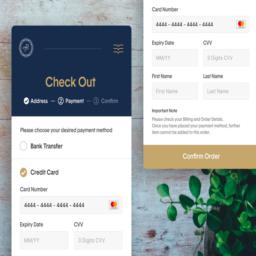 Check Out
Address
2 Payment
3 Confirm
Please choose your desired payment method
Bank Transfer
Credit Card
Card Number
4444 - 4444 - 4444 - 4444
Expiry Date CVV
MM/YY 3 Digits CVV
Card Number
4444 - 4444 - 4444 - 4444
Expiry Date CVV
MM/YY 3 Digits CVV
First Name Last Name
First Name Last Name
Important Note
Please check your Billing and Order Details.
Once you have placed your payment method, further
item cannot be added to this order.
Confirm Order